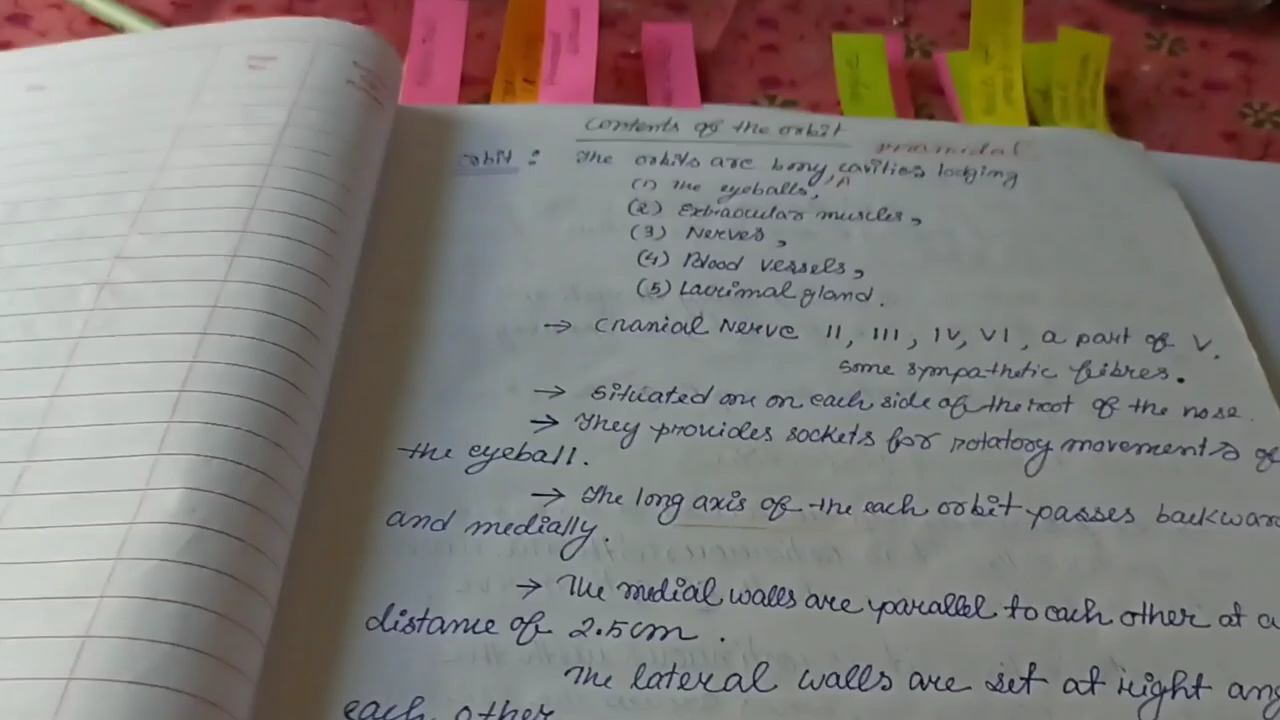 contents of the orbit
pyramidal
orbit : The orbits are bony, cavities lodging
(1) The eyeballs,
(2) Extraocular muscles,
(3) Nerves,
(4) Blood vessels,
(5) Lacrimal gland.
→ Cranial Nerve II, III, IV, VI, a part of V.
some sympathetic fibres.
→ Situated one on each side of the root of the nose.
→ They provides sockets for rotatory movements of
the eyeball.
→ The long axis of the each orbit passes backward
and medially.
→ The medial walls are parallel to each other at a
distance of 2.5cm.
The lateral walls are set at right ang
each other